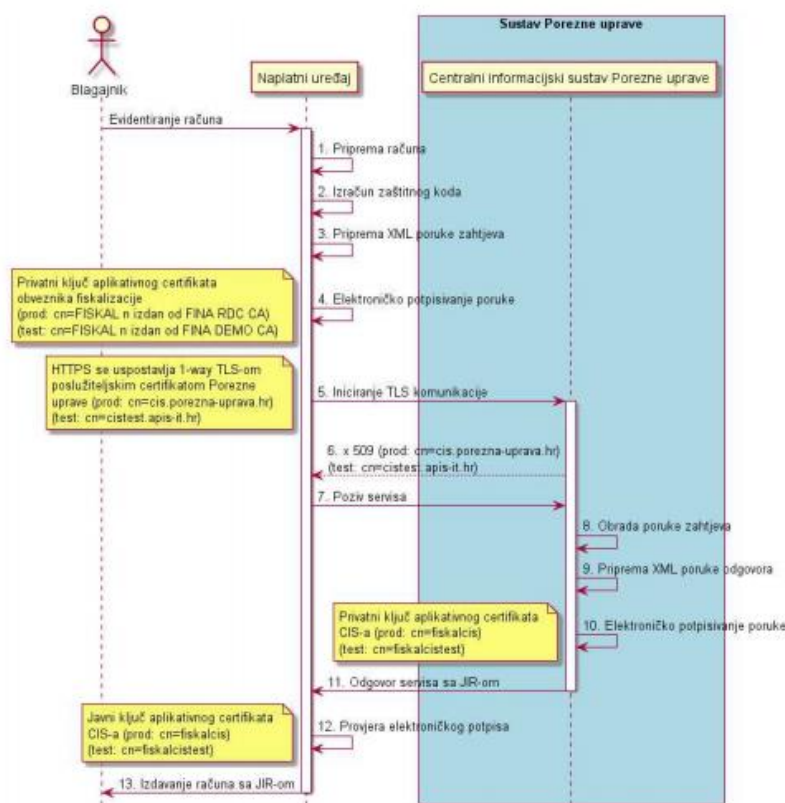 Sustav Porezne uprave
Blagajnik
Naplatni uređaj
Centralni informacijski sustav Porezne uprave
Evidentiranje računa
1. Priprema računa
2. Izračun zaštitnog koda
3. Priprema XML poruke zahtjeva
Privatni ključ aplikativnog certifikata
obveznika fiskalizacije
(prod: cn=FISKAL n izdan od FINA RDC CA)
(test: cn=FISKAL n izdan od FINA DEMO CA)
4. Elektroničko potpisivanje poruke
HTTPS se uspostavlja 1-way TLS-om
poslužiteljskim certifikatom Porezne
uprave (prod: cn=cis.porezna-uprava.hr)
(test: cn=cistest.apis-it.hr)
5. Iniciranje TLS komunikacije
6. x 509 (prod: cn=cis.porezna-uprava.hr)
(test: cn=cistest.apis-it.hr)
7. Poziv servisa
8. Obrada poruke zahtjeva
9. Priprema XML poruke odgovora
Privatni ključ aplikativnog certifikata
CIS-a (prod: cn=fiskalcis)
(test: cn=fiskalcistest)
10. Elektroničko potpisivanje poruke
11. Odgovor servisa sa JIR-om
Javni ključ aplikativnog certifikata
CIS-a (prod: cn=fiskalcis)
(test: cn=fiskalcistest)
12. Provjera elektroničkog potpisa
13. Izdavanje računa sa JIR-om